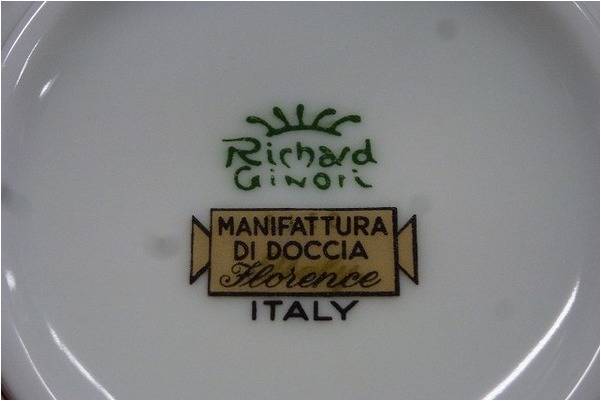 Richard
Ginori
MANIFATTURA
DI DOCCIA
Florence
ITALY